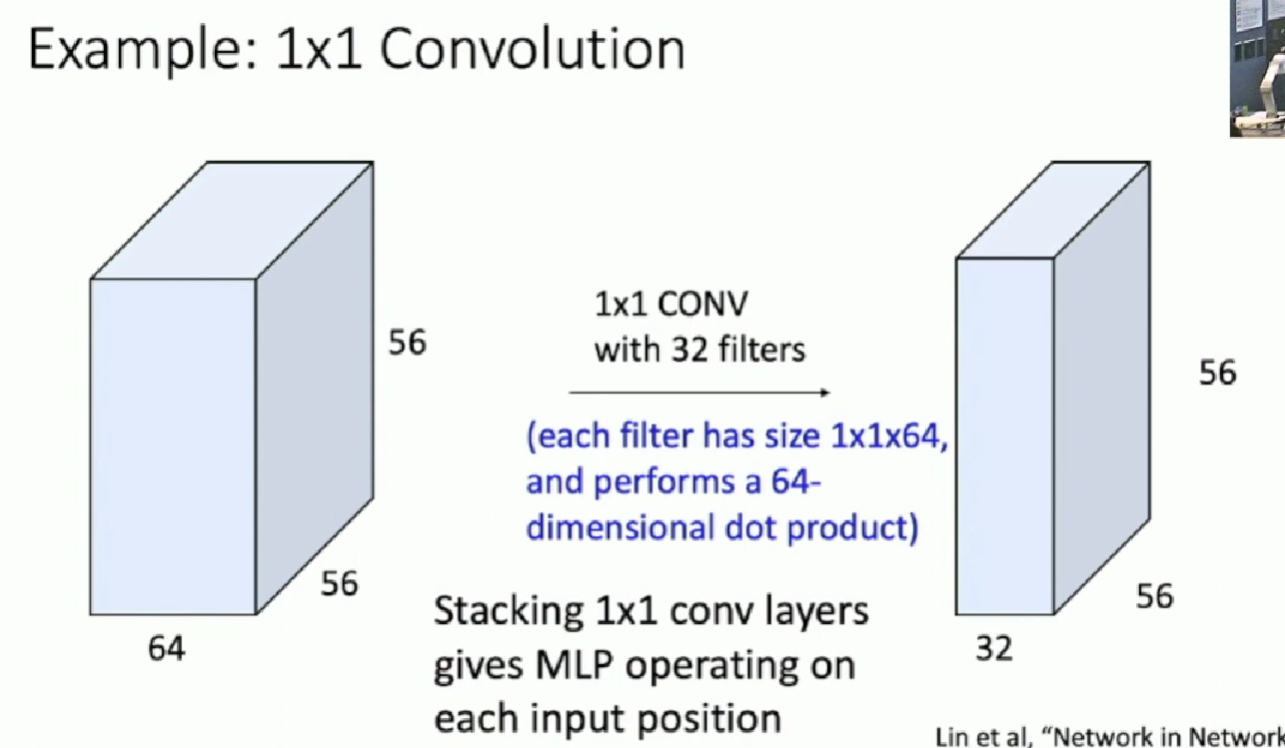 Example: 1x1 Convolution
56
56
64
1x1 CONV
with 32 filters
(each filter has size 1x1x64,
and performs a 64-
dimensional dot product)
Stacking 1x1 conv layers
gives MLP operating on
each input position
56
56
32
Lin et al, “Network in Network